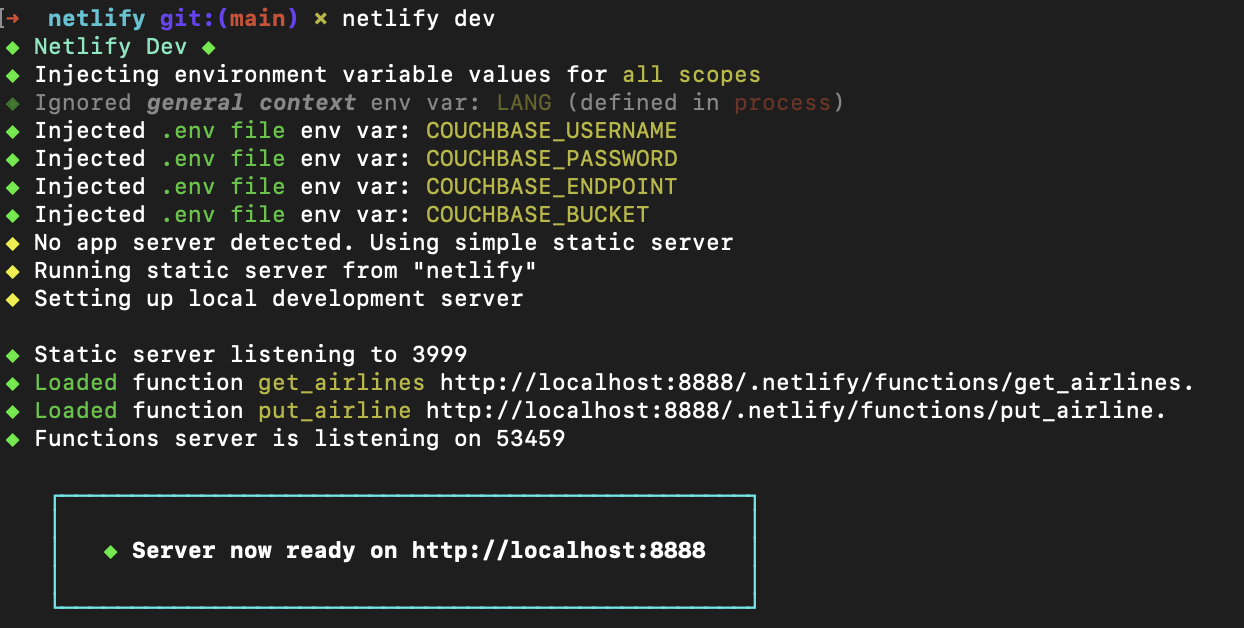 [→ netlify git:(main) × netlify dev
◆ Netlify Dev ◆
◆ Injecting environment variable values for all scopes
◆ Ignored general context env var: LANG (defined in process)
◆ Injected .env file env var: COUCHBASE_USERNAME
◆ Injected .env file env var: COUCHBASE_PASSWORD
◆ Injected .env file env var: COUCHBASE_ENDPOINT
◆ Injected .env file env var: COUCHBASE_BUCKET
◆ No app server detected. Using simple static server
◆ Running static server from "netlify"
◆ Setting up local development server
◆ Static server listening to 3999
◆ Loaded function get_airlines http://localhost:8888/.netlify/functions/get_airlines.
◆ Loaded function put_airline http://localhost:8888/.netlify/functions/put_airline.
◆ Functions server is listening on 53459
◆ Server now ready on http://localhost:8888